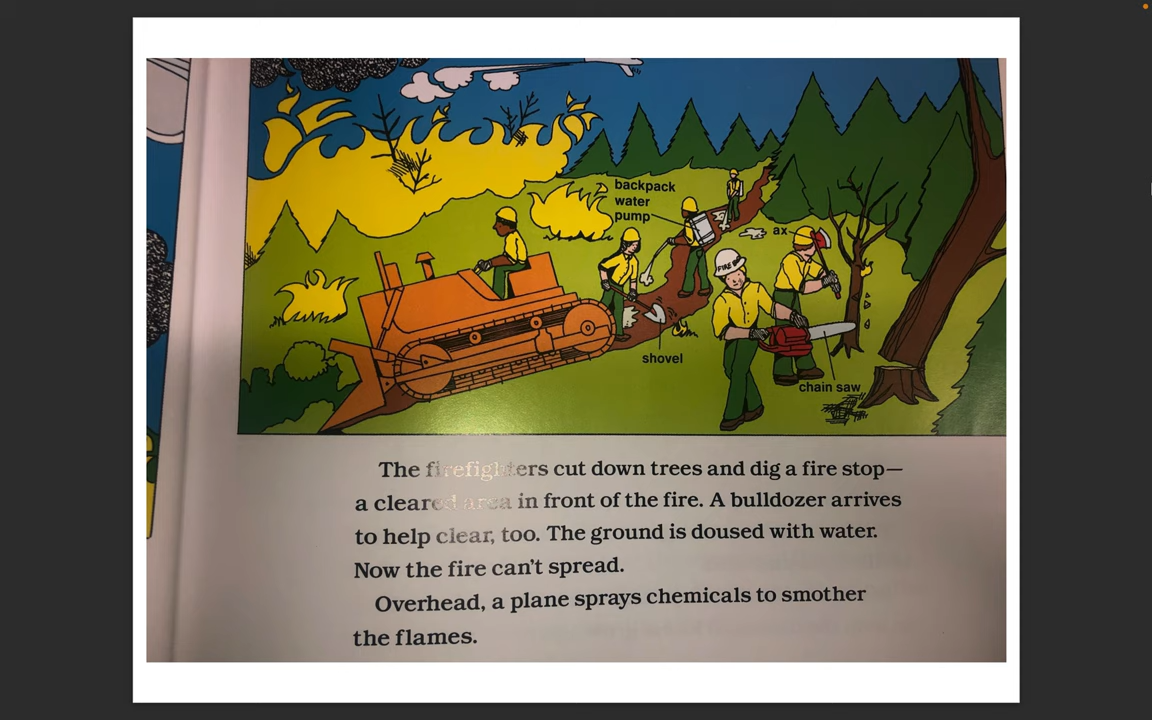 backpack
water
pump
ax
FIRE
shovel
chain saw
The firefighters cut down trees and dig a fire stop—
a cleared area in front of the fire. A bulldozer arrives
to help clear, too. The ground is doused with water.
Now the fire can't spread.
Overhead, a plane sprays chemicals to smother
the flames.